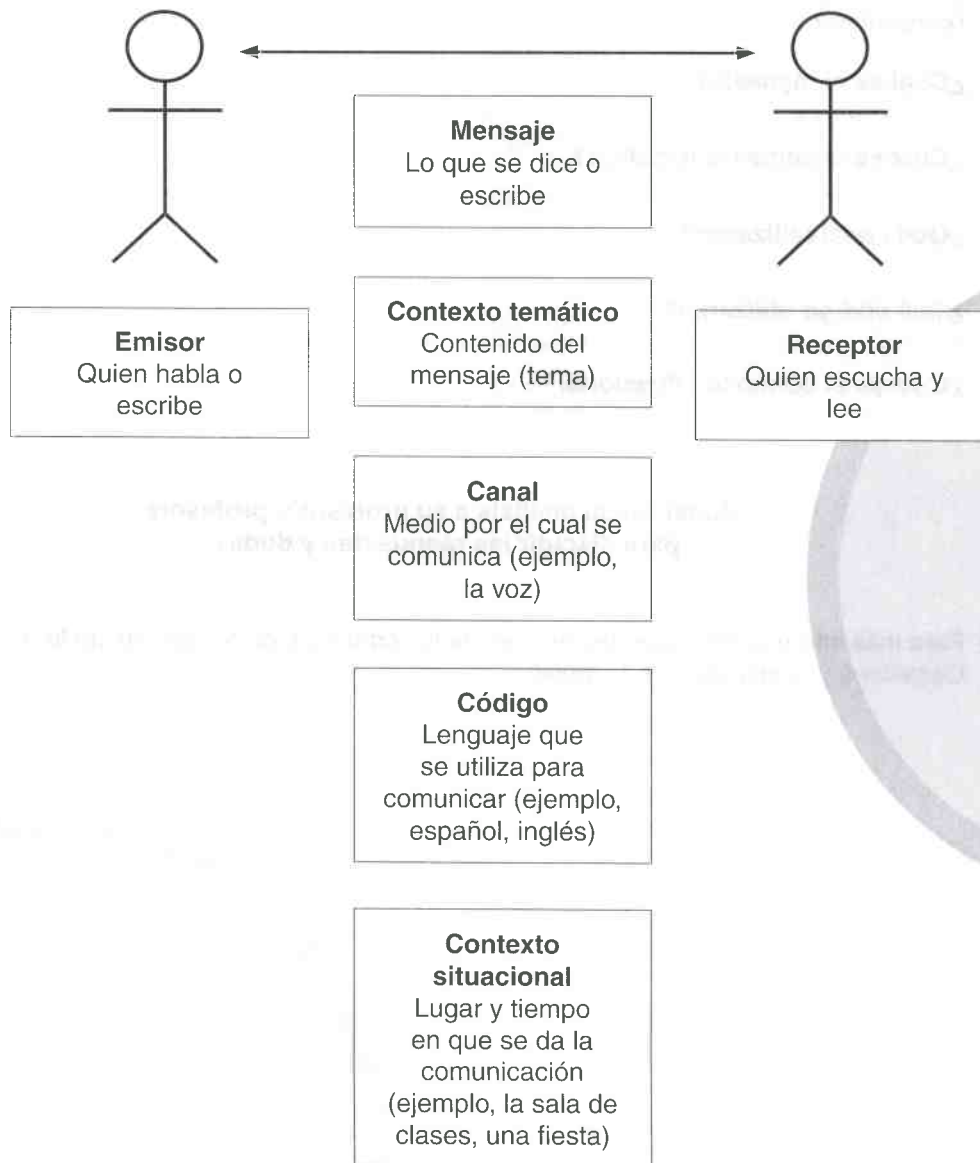 Mensaje
Lo que se dice o
escribe
Emisor
Quien habla o
escribe
Contexto temático
Contenido del
mensaje (tema)
Receptor
Quien escucha y
lee
Canal
Medio por el cual se
comunica (ejemplo,
la voz)
Código
Lenguaje que
se utiliza para
comunicar (ejemplo,
español, inglés)
Contexto
situacional
Lugar y tiempo
en que se da la
comunicación
(ejemplo, la sala de
clases, una fiesta)